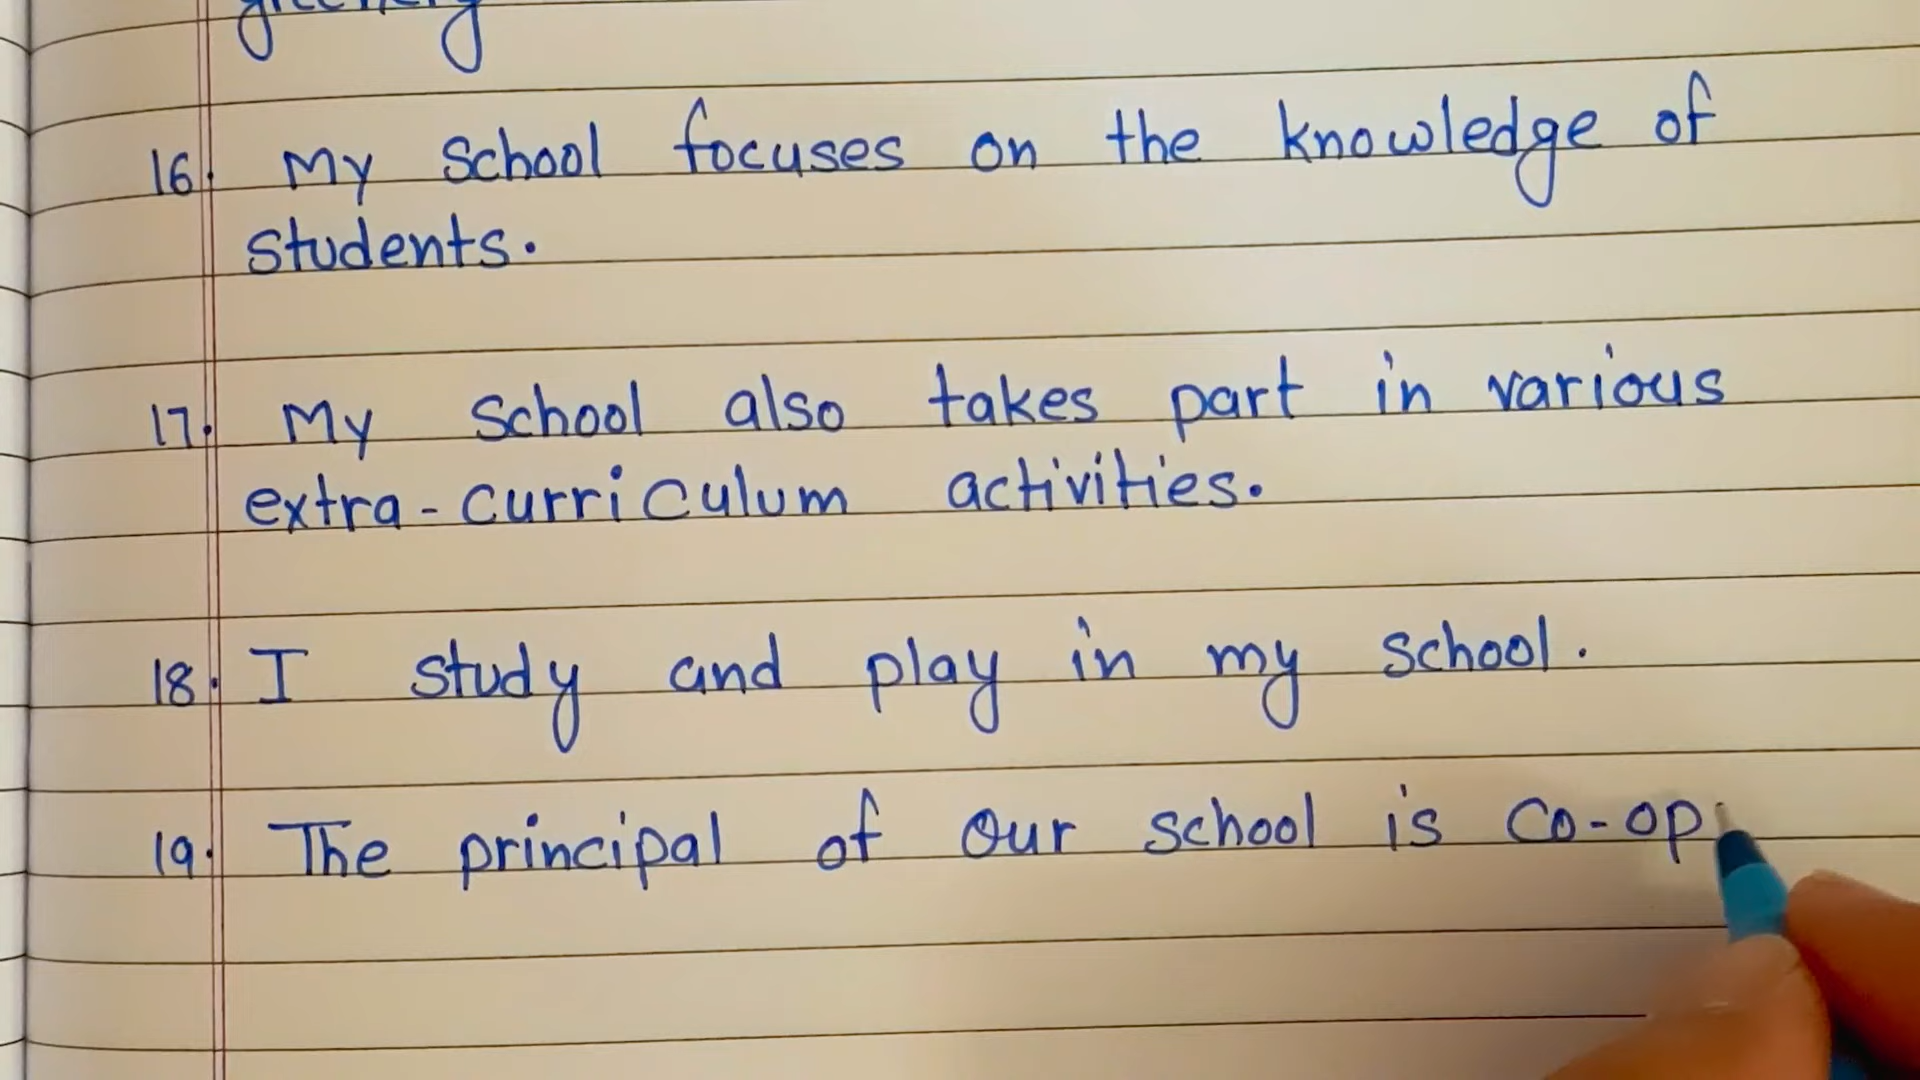 16. My school focuses on the knowledge of
students.
17. My school also takes part in various
extra-curriculum activities.
18. I study and play in my school.
19. The principal of our school is co-op